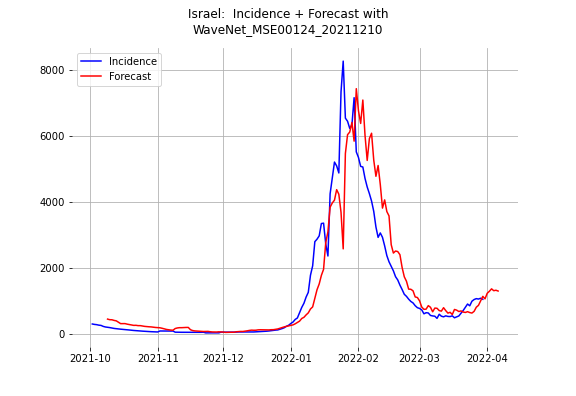 Israel:  Incidence + Forecast with
WaveNet_MSE00124_20211210
Incidence
Forecast
8000
6000
4000
2000
0
2021-10 2021-11 2021-12 2022-01 2022-02 2022-03 2022-04